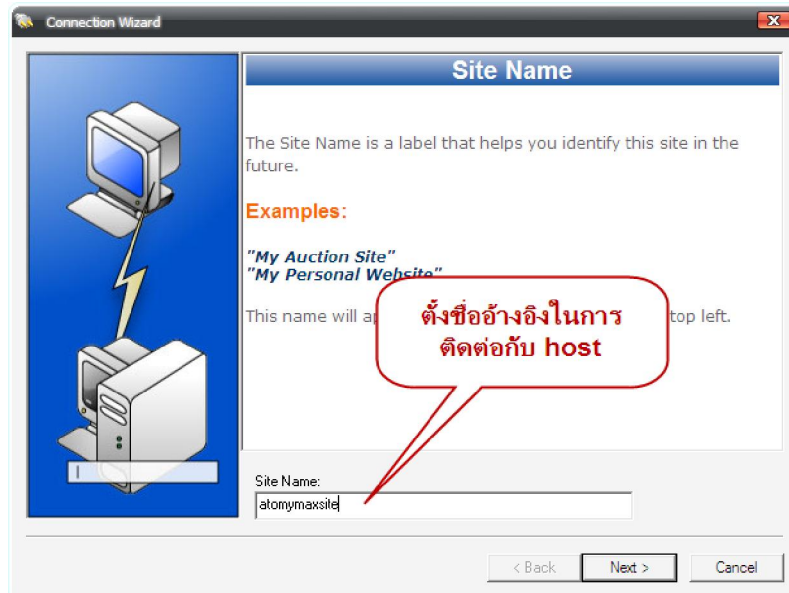 Connection Wizard
Site Name
The Site Name is a label that helps you identify this site in the
future.
Examples:
"My Auction Site"
"My Personal Website"
This name will ap
top left.
ตั้งชื่ออ้างอิงในการ
ติดต่อกับ host
Site Name:
atomymaxsite
< Back
Next >
Cancel